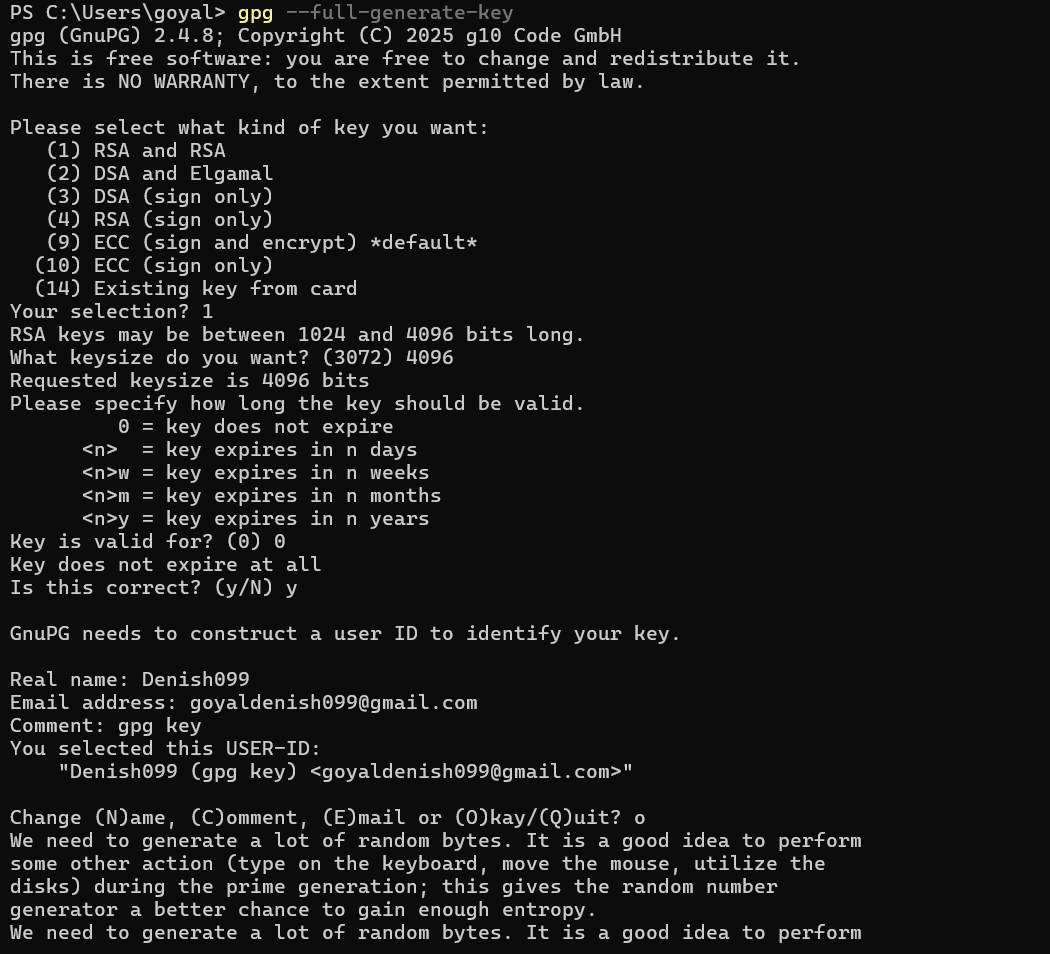 PS C:\Users\goyal> gpg --full-generate-key
gpg (GnuPG) 2.4.8; Copyright (C) 2025 g10 Code GmbH
This is free software: you are free to change and redistribute it.
There is NO WARRANTY, to the extent permitted by law.

Please select what kind of key you want:
   (1) RSA and RSA
   (2) DSA and Elgamal
   (3) DSA (sign only)
   (4) RSA (sign only)
   (9) ECC (sign and encrypt) *default*
  (10) ECC (sign only)
  (14) Existing key from card
Your selection? 1
RSA keys may be between 1024 and 4096 bits long.
What keysize do you want? (3072) 4096
Requested keysize is 4096 bits
Please specify how long the key should be valid.
         0 = key does not expire
      <n>  = key expires in n days
      <n>w = key expires in n weeks
      <n>m = key expires in n months
      <n>y = key expires in n years
Key is valid for? (0) 0
Key does not expire at all
Is this correct? (y/N) y

GnuPG needs to construct a user ID to identify your key.

Real name: Denish099
Email address: goyaldenish099@gmail.com
Comment: gpg key
You selected this USER-ID:
    "Denish099 (gpg key) <goyaldenish099@gmail.com>"

Change (N)ame, (C)omment, (E)mail or (O)kay/(Q)uit? o
We need to generate a lot of random bytes. It is a good idea to perform
some other action (type on the keyboard, move the mouse, utilize the
disks) during the prime generation; this gives the random number
generator a better chance to gain enough entropy.
We need to generate a lot of random bytes. It is a good idea to perform